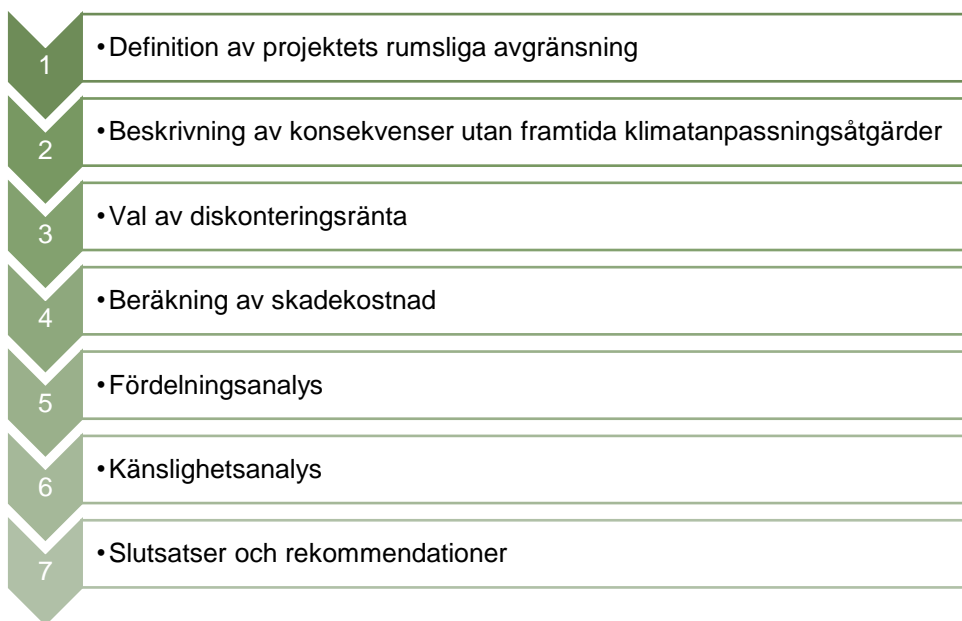 1
•Definition av projektets rumsliga avgränsning
2
•Beskrivning av konsekvenser utan framtida klimatanpassningsåtgärder
3
•Val av diskonteringsränta
4
•Beräkning av skadekostnad
5
•Fördelningsanalys
6
•Känslighetsanalys
7
•Slutsatser och rekommendationer